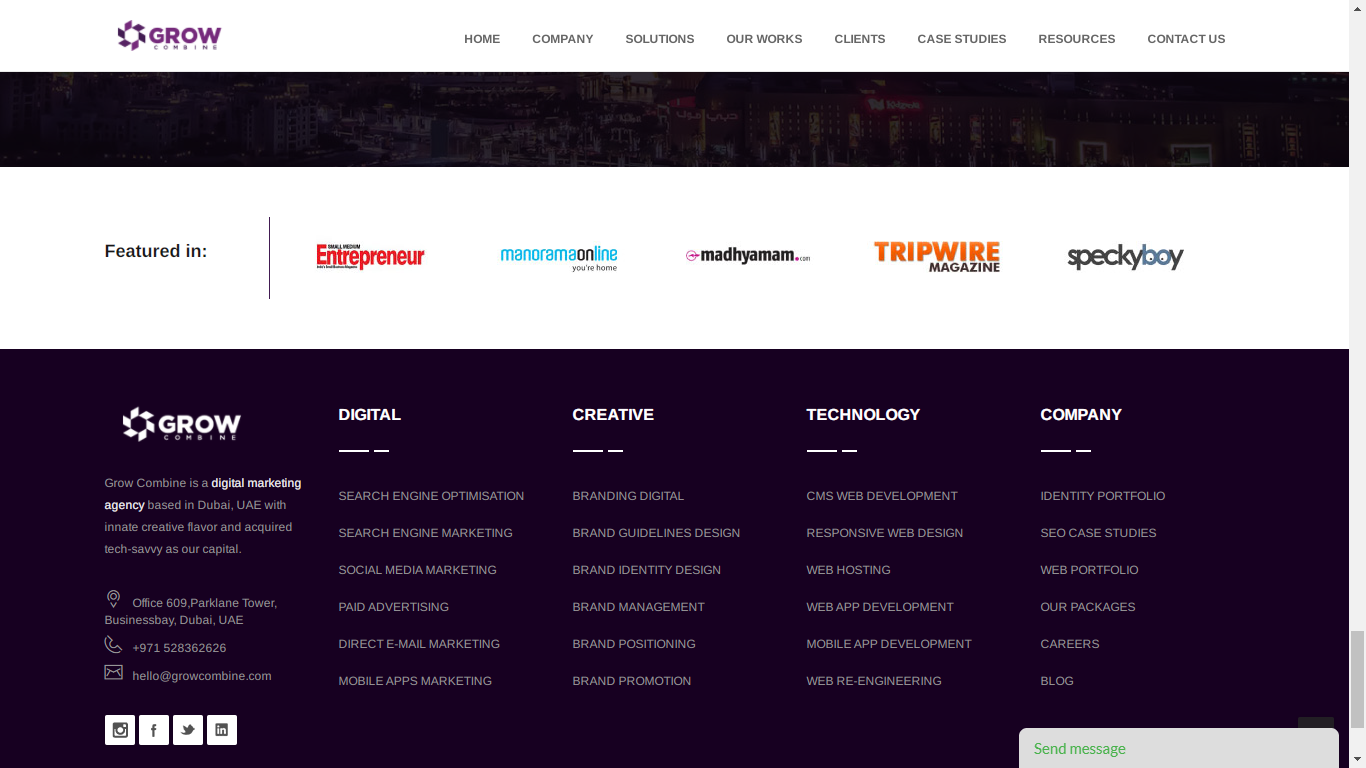 GROW
COMBINE
HOME
COMPANY
SOLUTIONS
OUR WORKS
CLIENTS
CASE STUDIES
RESOURCES
CONTACT US
Featured in:
SMALL MEDIUM
Entrepreneur
India's Small Business Magazine
manoramaonline
you're home
madhyamam.com
TRIPWIRE
MAGAZINE
speckyboy
GROW
COMBINE
Grow Combine is a digital marketing
agency based in Dubai, UAE with
innate creative flavor and acquired
tech-savvy as our capital.
Office 609,Parklane Tower,
Businessbay, Dubai, UAE
+971 528362626
hello@growcombine.com
DIGITAL
SEARCH ENGINE OPTIMISATION
SEARCH ENGINE MARKETING
SOCIAL MEDIA MARKETING
PAID ADVERTISING
DIRECT E-MAIL MARKETING
MOBILE APPS MARKETING
CREATIVE
BRANDING DIGITAL
BRAND GUIDELINES DESIGN
BRAND IDENTITY DESIGN
BRAND MANAGEMENT
BRAND POSITIONING
BRAND PROMOTION
TECHNOLOGY
CMS WEB DEVELOPMENT
RESPONSIVE WEB DESIGN
WEB HOSTING
WEB APP DEVELOPMENT
MOBILE APP DEVELOPMENT
WEB RE-ENGINEERING
COMPANY
IDENTITY PORTFOLIO
SEO CASE STUDIES
WEB PORTFOLIO
OUR PACKAGES
CAREERS
BLOG
Send message